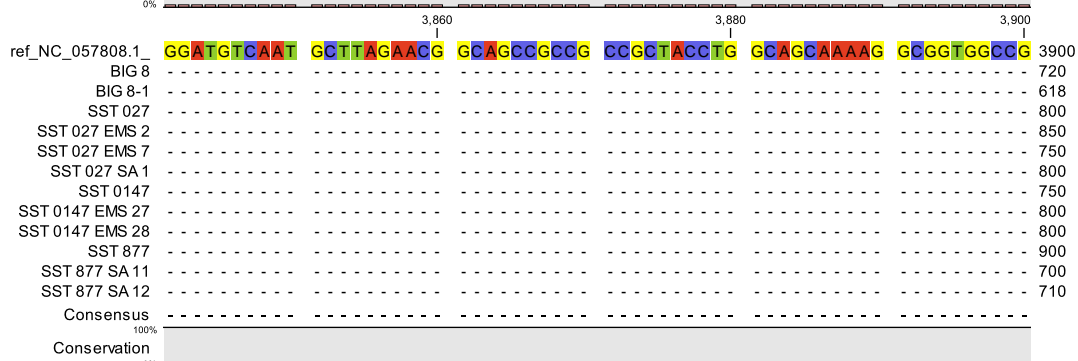 0%
3,860 3,880 3,900
ref_NC_057808.1_ GGATGTCAAT GCTTAGAACG GCAGCCGCCG CCGCTACCTG GCAGCAAAAG GCGGTGGCCG 3900
BIG 8 - - - - - - - - - - - - - - - - - - - - - - - - - - - - - - - - - - - - - - - - - - - - - - - - - - - - - - - - - - - - 720
BIG 8-1 - - - - - - - - - - - - - - - - - - - - - - - - - - - - - - - - - - - - - - - - - - - - - - - - - - - - - - - - - - - - 618
SST 027 - - - - - - - - - - - - - - - - - - - - - - - - - - - - - - - - - - - - - - - - - - - - - - - - - - - - - - - - - - - - 800
SST 027 EMS 2 - - - - - - - - - - - - - - - - - - - - - - - - - - - - - - - - - - - - - - - - - - - - - - - - - - - - - - - - - - - - 850
SST 027 EMS 7 - - - - - - - - - - - - - - - - - - - - - - - - - - - - - - - - - - - - - - - - - - - - - - - - - - - - - - - - - - - - 750
SST 027 SA 1 - - - - - - - - - - - - - - - - - - - - - - - - - - - - - - - - - - - - - - - - - - - - - - - - - - - - - - - - - - - - 800
SST 0147 - - - - - - - - - - - - - - - - - - - - - - - - - - - - - - - - - - - - - - - - - - - - - - - - - - - - - - - - - - - - 750
SST 0147 EMS 27 - - - - - - - - - - - - - - - - - - - - - - - - - - - - - - - - - - - - - - - - - - - - - - - - - - - - - - - - - - - - 800
SST 0147 EMS 28 - - - - - - - - - - - - - - - - - - - - - - - - - - - - - - - - - - - - - - - - - - - - - - - - - - - - - - - - - - - - 800
SST 877 - - - - - - - - - - - - - - - - - - - - - - - - - - - - - - - - - - - - - - - - - - - - - - - - - - - - - - - - - - - - 900
SST 877 SA 11 - - - - - - - - - - - - - - - - - - - - - - - - - - - - - - - - - - - - - - - - - - - - - - - - - - - - - - - - - - - - 700
SST 877 SA 12 - - - - - - - - - - - - - - - - - - - - - - - - - - - - - - - - - - - - - - - - - - - - - - - - - - - - - - - - - - - - 710
Consensus - - - - - - - - - - - - - - - - - - - - - - - - - - - - - - - - - - - - - - - - - - - - - - - - - - - - - - - - - - - -
100%
Conservation